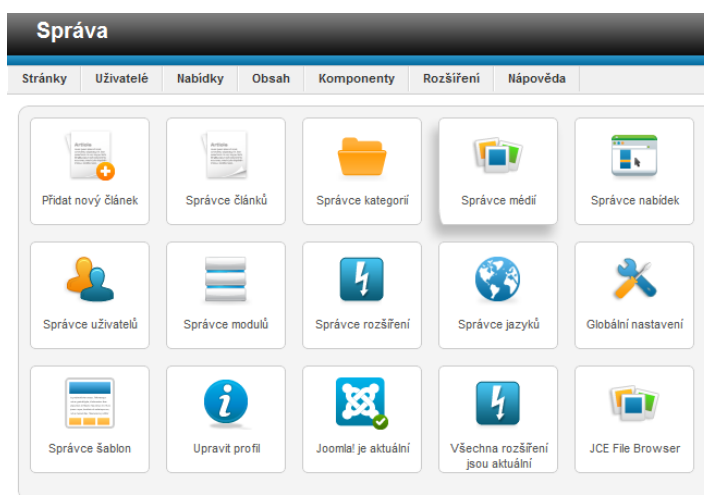 Správa
Stránky Uživatelé Nabídky Obsah Komponenty Rozšíření Nápověda
Přidat nový článek Správce článků Správce kategorií Správce médií Správce nabídek
Správce uživatelů Správce modulů Správce rozšíření Správce jazyků Globální nastavení
Správce šablon Upravit profil Joomla! je aktuální Všechna rozšíření jsou aktuální JCE File Browser